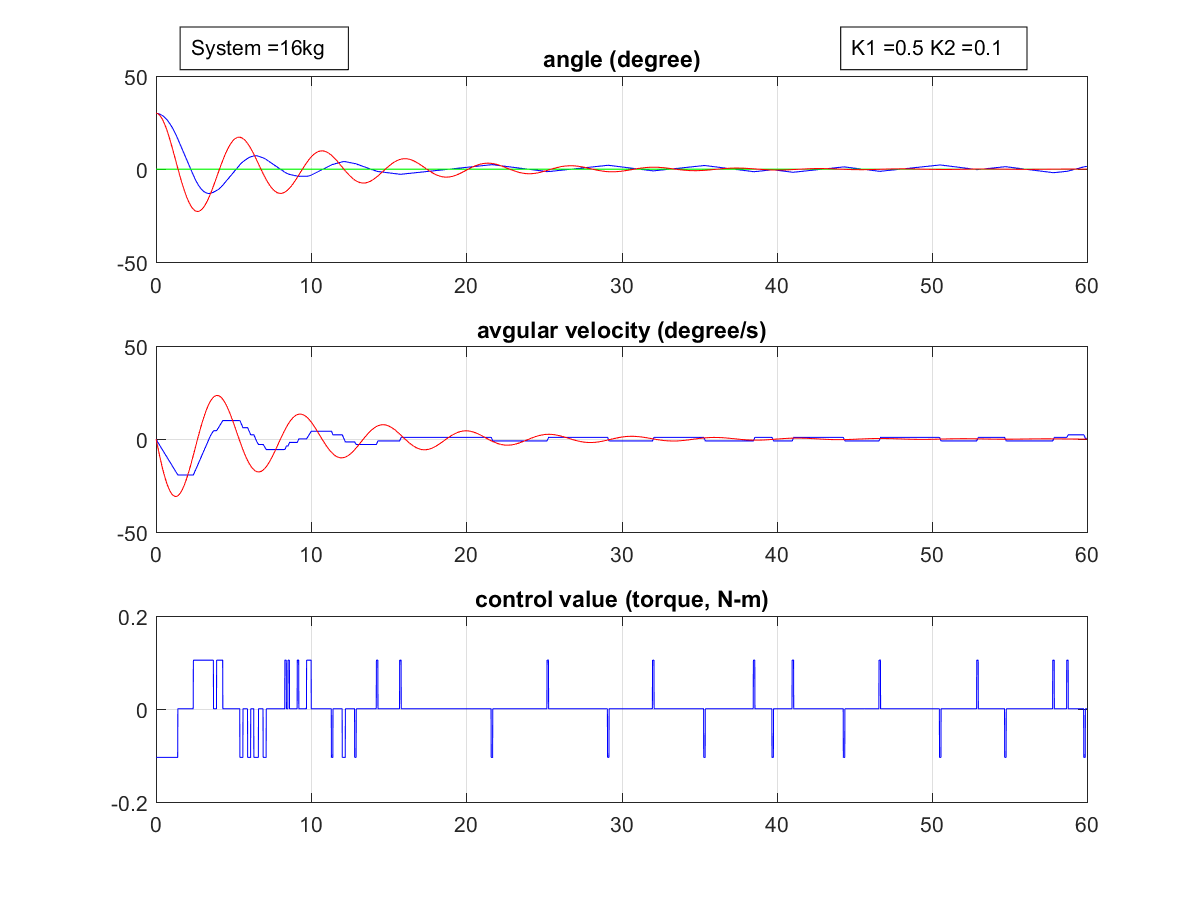 System =16kg
K1 =0.5 K2 =0.1
angle (degree)
50
0
-50
0 10 20 30 40 50 60
avgular velocity (degree/s)
50
0
-50
0 10 20 30 40 50 60
control value (torque, N-m)
0.2
0
-0.2
0 10 20 30 40 50 60